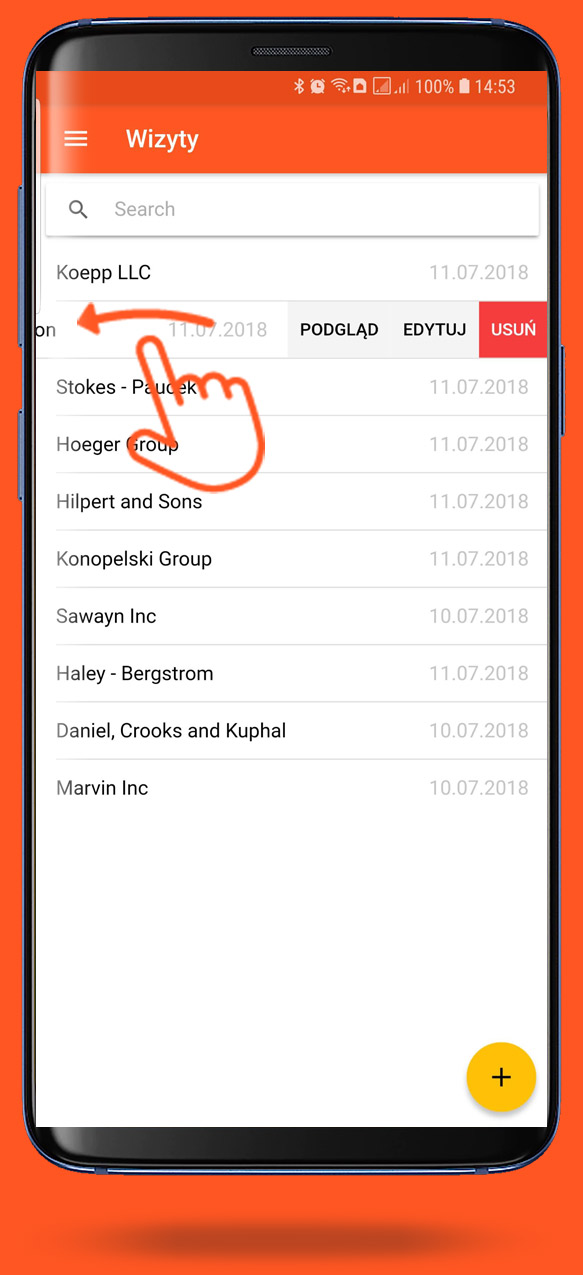 100% 14:53
Wizyty
Search
Koepp LLC 11.07.2018
on 11.07.2018 PODGLĄD EDYTUJ USUŃ
Stokes - Paucek 11.07.2018
Hoeger Group 11.07.2018
Hilpert and Sons 11.07.2018
Konopelski Group 11.07.2018
Sawayn Inc 10.07.2018
Haley - Bergstrom 11.07.2018
Daniel, Crooks and Kuphal 10.07.2018
Marvin Inc 10.07.2018